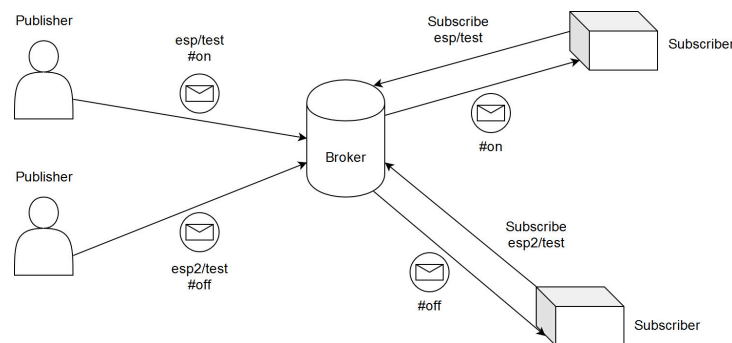 Publisher
esp/test
#on
Subscribe
esp/test
Subscriber
#on
Broker
Publisher
esp2/test
#off
Subscribe
esp2/test
#off
Subscriber